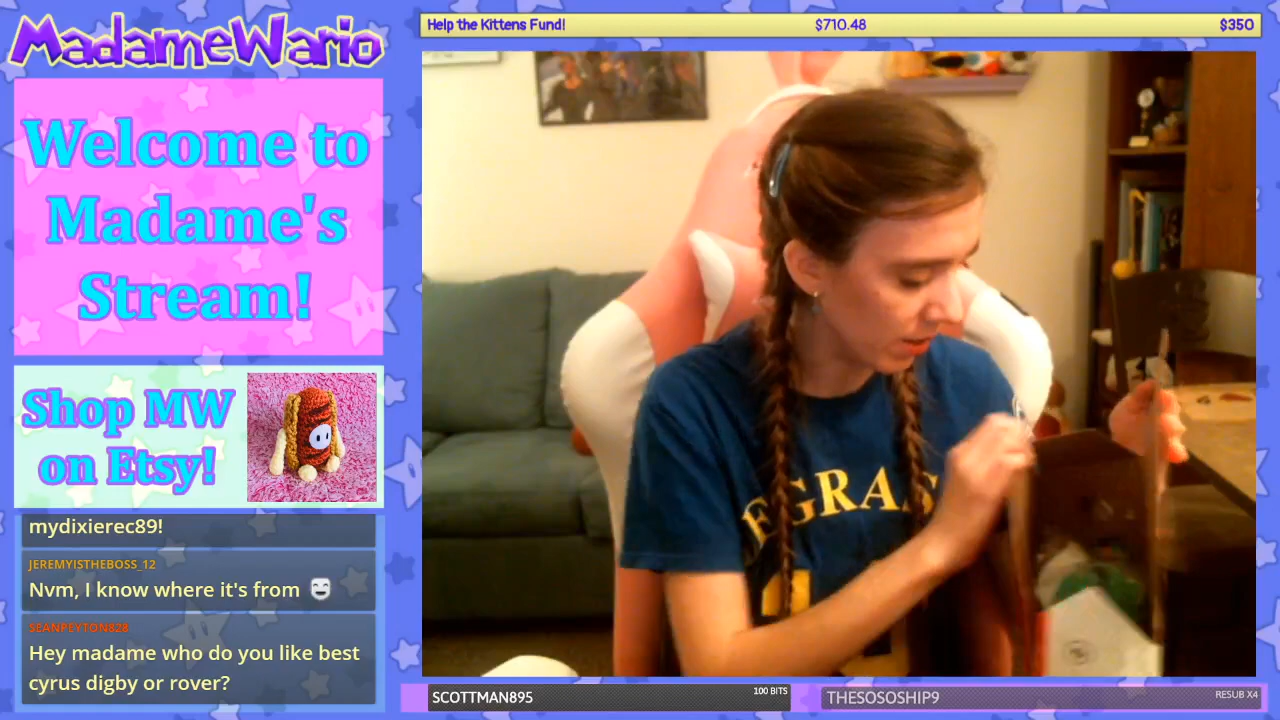 MadameWario
Help the Kittens Fund!
$710.48
$350
Welcome to
Madame's
Stream!
Shop MW
on Etsy!
mydixierec89!
JEREMYISTHEBOSS_12
Nvm, I know where it's from
SEANPEYTON828
Hey madame who do you like best
cyrus digby or rover?
EGRAS
SCOTTMAN895
100 BITS
THESOSOSHIP9
RESUB X4